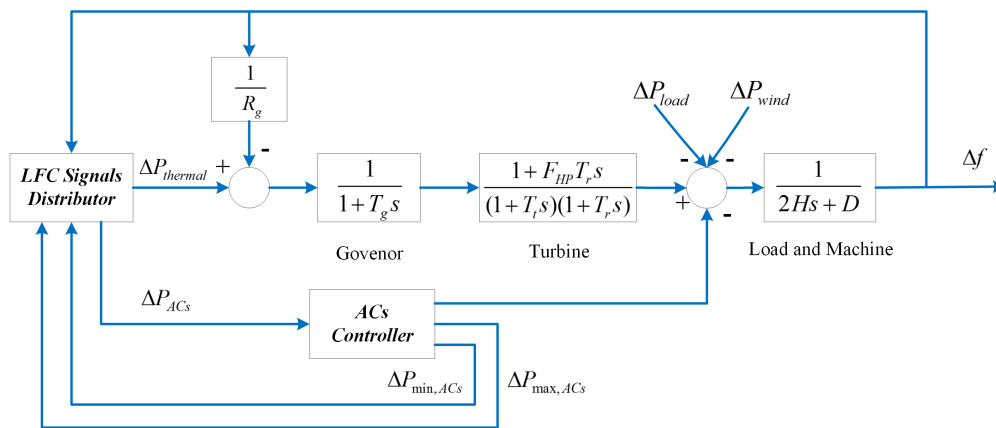 1
R_g
-
ΔP_load
ΔP_wind
Δf
LFC Signals
Distributor
ΔP_thermal
+
1
1 + T_g s
1 + F_HP T_r s
(1 + T_t s)(1 + T_r s)
-
-
+
-
1
2Hs + D
Govenor
Turbine
Load and Machine
ΔP_ACs
ACs
Controller
ΔP_min, ACs
ΔP_max, ACs